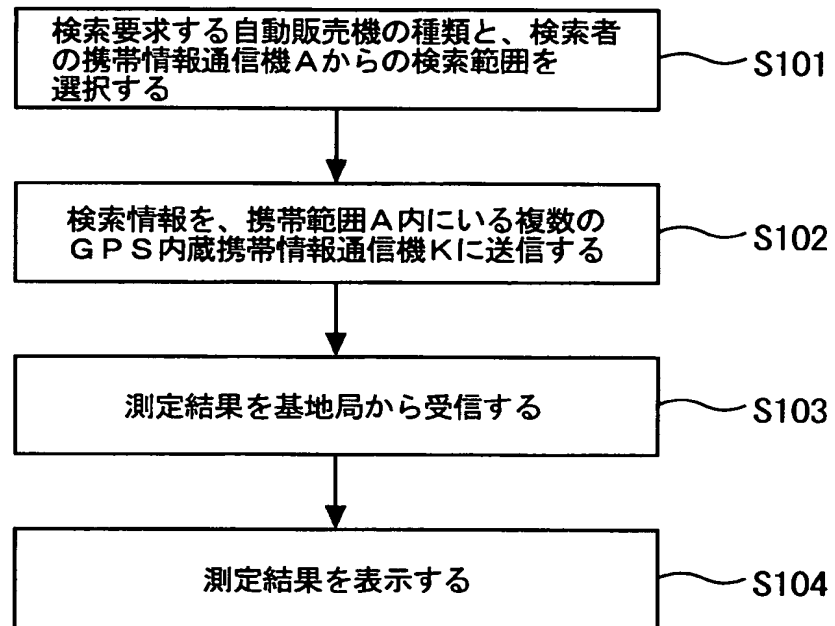 検索要求する自動販売機の種類と、検索者
の携帯情報通信機Aからの検索範囲を
選択する
S101
検索情報を、携帯範囲A内にいる複数の
GPS内蔵携帯情報通信機Kに送信する
S102
測定結果を基地局から受信する
S103
測定結果を表示する
S104